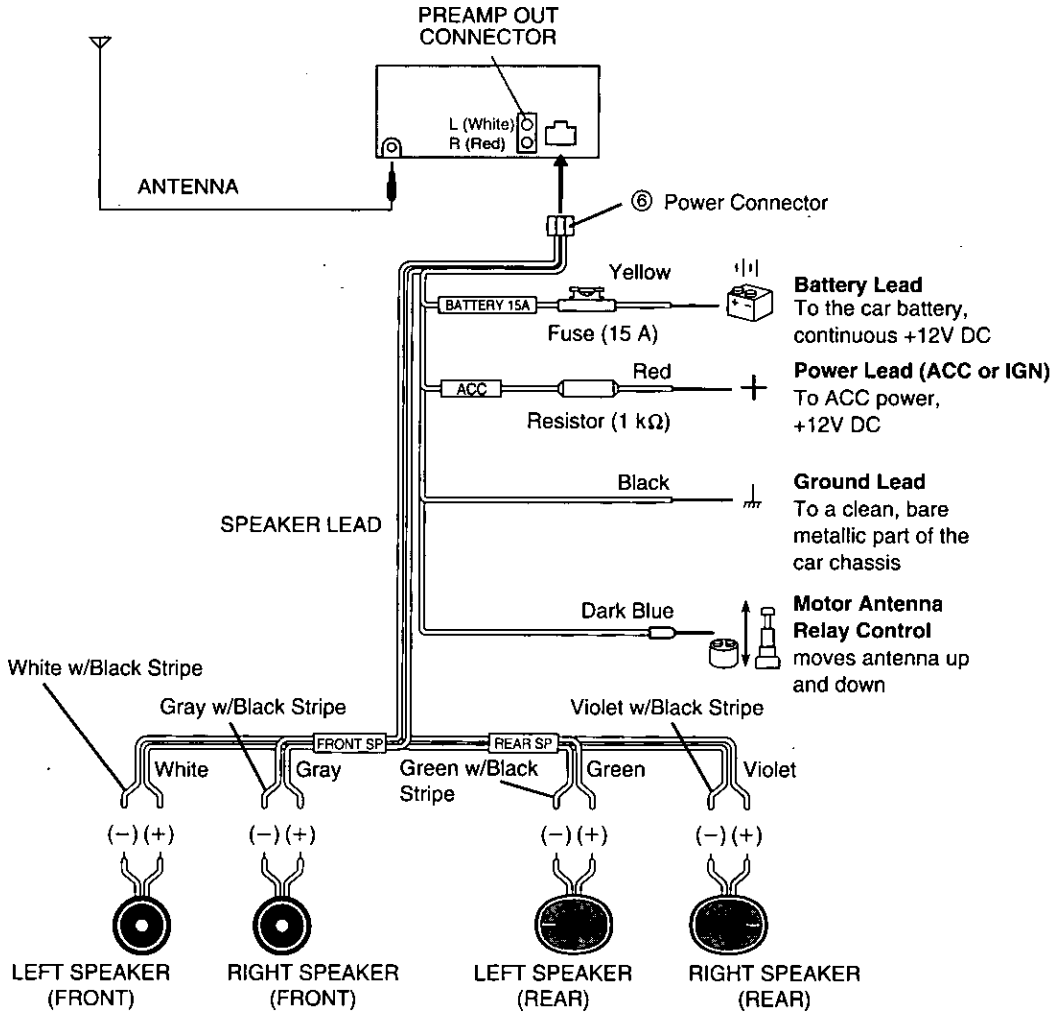 PREAMP OUT
CONNECTOR
L (White)
R (Red)
ANTENNA
⑥ Power Connector
Yellow
BATTERY 15A
Fuse (15 A)
Battery Lead
To the car battery,
continuous +12V DC
Red
ACC
Resistor (1 kΩ)
Power Lead (ACC or IGN)
To ACC power,
+12V DC
Black
Ground Lead
To a clean, bare
metallic part of the
car chassis
SPEAKER LEAD
Dark Blue
Motor Antenna
Relay Control
moves antenna up
and down
White w/Black Stripe
Gray w/Black Stripe
Violet w/Black Stripe
FRONT SP
REAR SP
White
Gray
Green w/Black
Stripe
Green
Violet
(−) (+)
(−) (+)
(−) (+)
(−) (+)
LEFT SPEAKER
(FRONT)
RIGHT SPEAKER
(FRONT)
LEFT SPEAKER
(REAR)
RIGHT SPEAKER
(REAR)